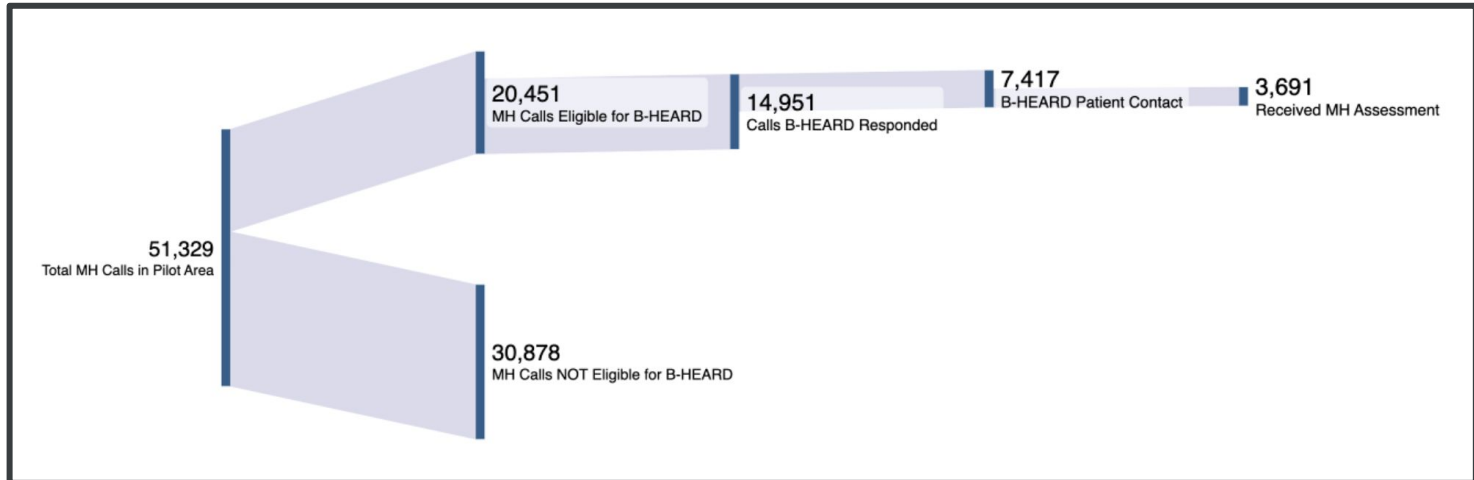 51,329
Total MH Calls in Pilot Area
20,451
MH Calls Eligible for B-HEARD
30,878
MH Calls NOT Eligible for B-HEARD
14,951
Calls B-HEARD Responded
7,417
B-HEARD Patient Contact
3,691
Received MH Assessment